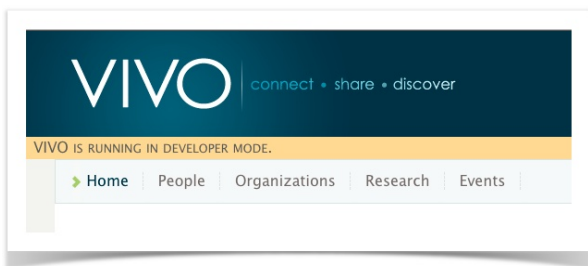 VIVO connect • share • discover
VIVO IS RUNNING IN DEVELOPER MODE.
Home People Organizations Research Events